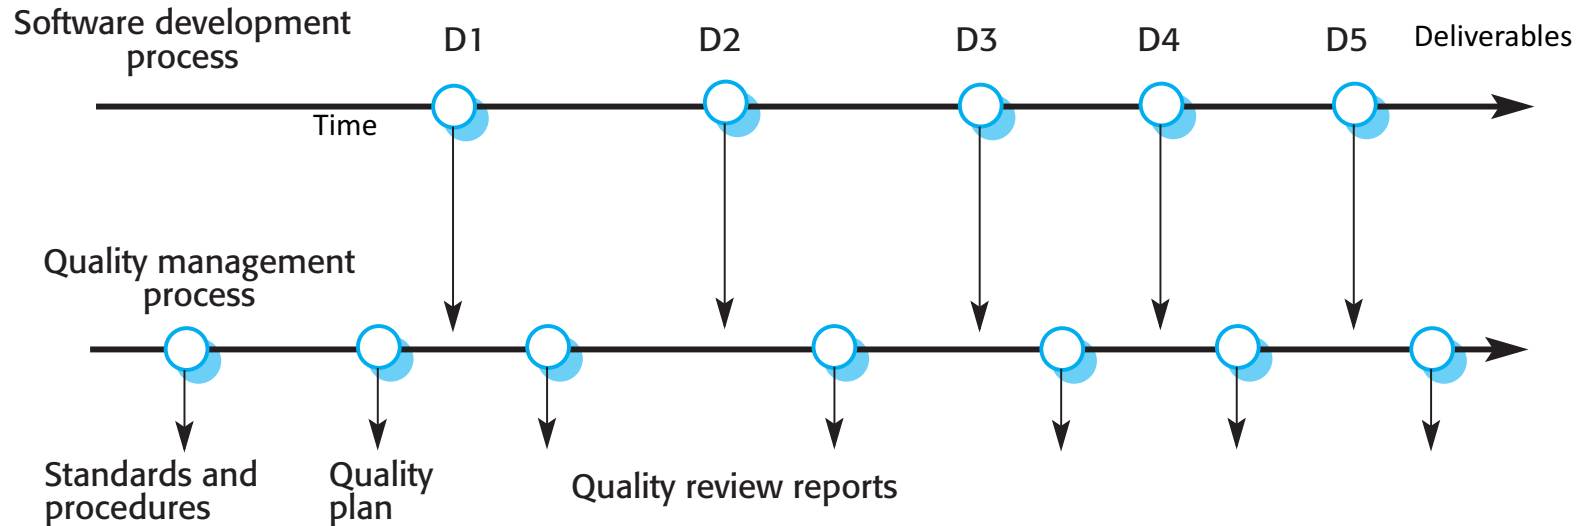 Software development
process
D1
D2
D3
D4
D5
Deliverables
Time
Quality management
process
Standards and
procedures
Quality
plan
Quality review reports